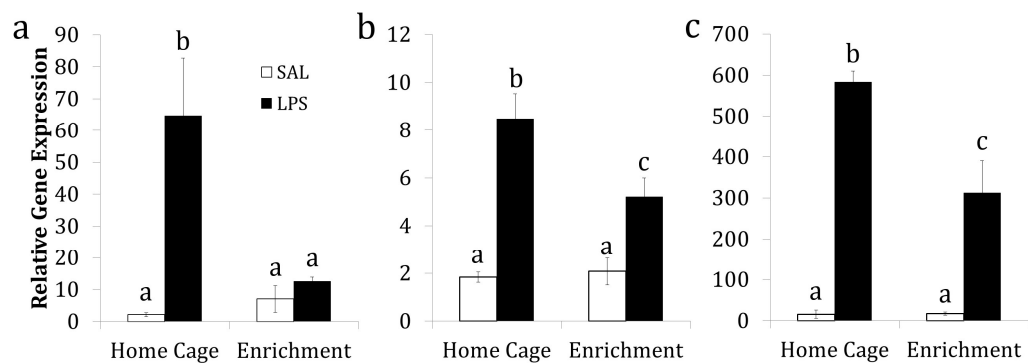 a
Relative Gene Expression
90
80
70
60
50
40
30
20
10
0
SAL
LPS
a
b
a
a
Home Cage
Enrichment
b
12
10
8
6
4
2
0
a
b
a
c
Home Cage
Enrichment
c
700
600
500
400
300
200
100
0
a
b
a
c
Home Cage
Enrichment